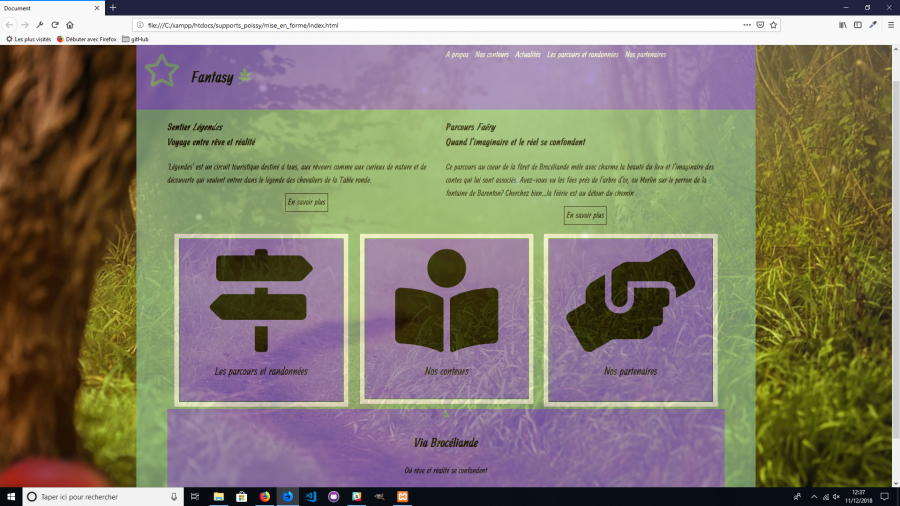 Document
file:///C:/xampp/htdocs/supports_poissy/mise_en_forme/index.html
Les plus visités
Débuter avec Firefox
gitHub
A propos Nos conteurs Actualités Les parcours et randonnées Nos partenaires
Fantasy
Sentier Légendes
Voyage entre rêve et réalité
'Légendes' est un circuit touristique destiné à tous, aux rêveurs comme aux curieux de nature et de
découverte qui veulent entrer dans le légende des chevaliers de la Table ronde.
En savoir plus
Parcours Faëry
Quand l'imaginaire et le réel se confondent
Ce parcours au coeur de la fôret de Brocéliande mêle avec charme la beauté du lieu et l'imaginaire des
contes qui lui sont associés. Avez-vous vu les fées près de l'arbre d'or, ou Merlin sur le perron de la
fontaine de Barenton? Cherchez bien...la féérie est au détour du chemin
En savoir plus
Les parcours et randonnées
Nos conteurs
Nos partenaires
Via Brocéliande
Où rêve et réalité se confondent
Taper ici pour rechercher
12:37
11/12/2018